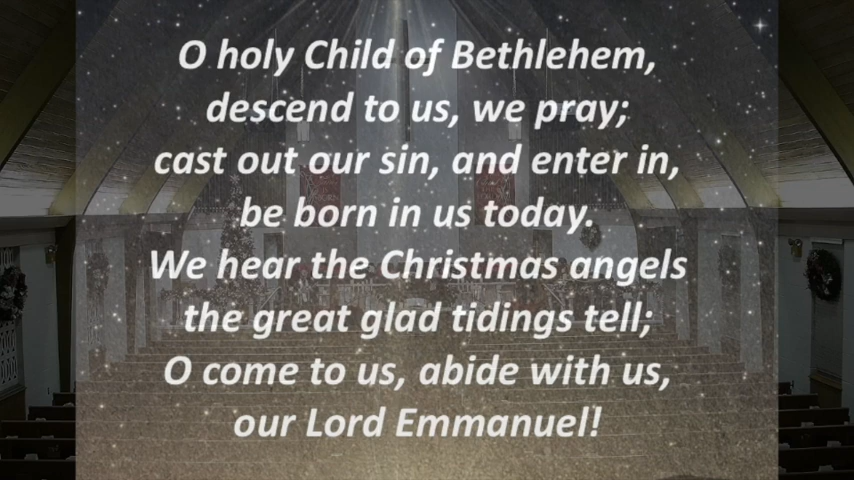 O holy Child of Bethlehem,
descend to us, we pray;
cast out our sin, and enter in,
be born in us today.
We hear the Christmas angels
the great glad tidings tell;
O come to us, abide with us,
our Lord Emmanuel!